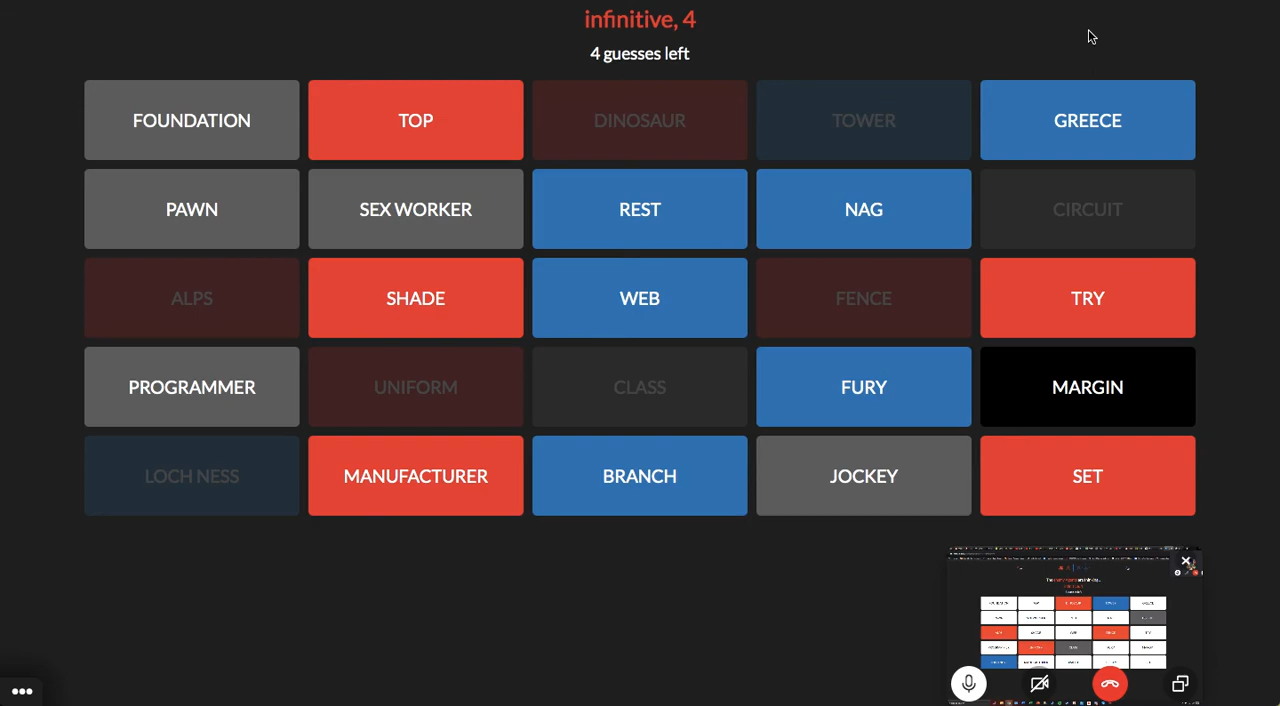 infinitive, 4
4 guesses left
FOUNDATION TOP DINOSAUR TOWER GREECE
PAWN SEX WORKER REST NAG CIRCUIT
ALPS SHADE WEB FENCE TRY
PROGRAMMER UNIFORM CLASS FURY MARGIN
LOCH NESS MANUFACTURER BRANCH JOCKEY SET